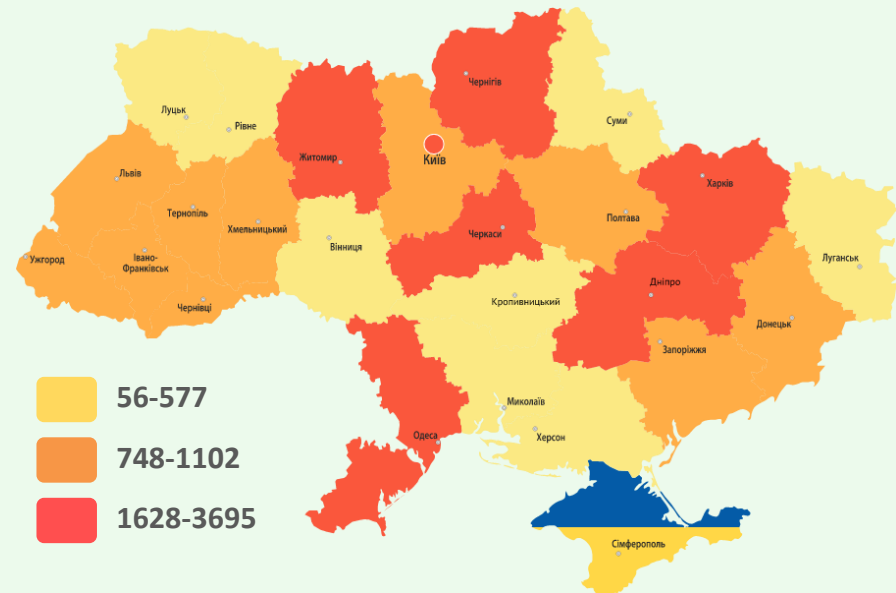 Чернігів
Луцьк
Рівне
Суми
Житомир
Київ
Львів
Харків
Тернопіль
Полтава
Хмельницький
Черкаси
Вінниця
Ужгород
Івано-
Франківськ
Луганськ
Чернівці
Дніпро
Кропивницький
Донецьк
Запоріжжя
56-577
Миколаїв
Одеса
Херсон
748-1102
1628-3695
Сімферополь